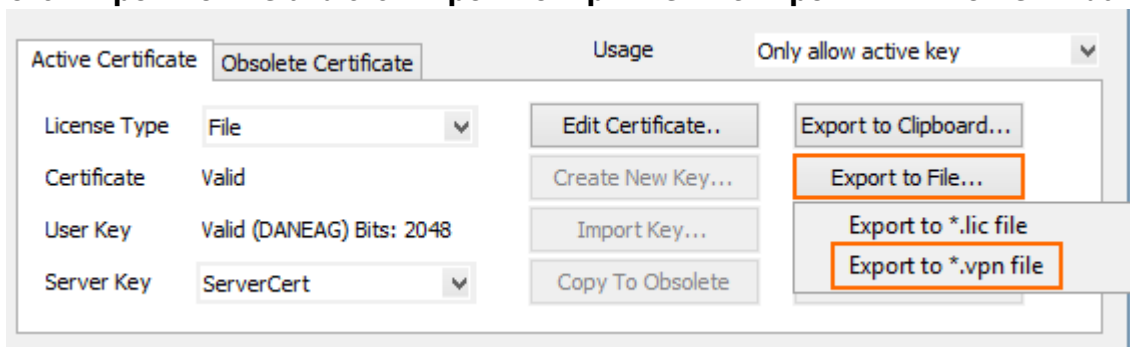 Usage Only allow active key
Active Certificate Obsolete Certificate
License Type File Edit Certificate.. Export to Clipboard...
Certificate Valid Create New Key... Export to File...
User Key Valid (DANEAG) Bits: 2048 Import Key... Export to *.lic file
Export to *.vpn file
Server Key ServerCert Copy To Obsolete